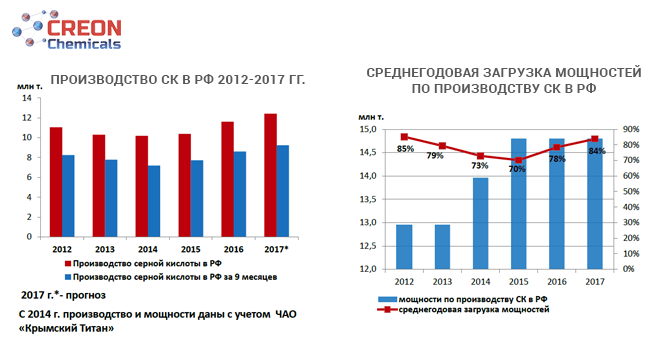 CREON
Chemicals
ПРОИЗВОДСТВО СК В РФ 2012-2017 ГГ.
млн т.
14
12
10
8
6
4
2
0
2012 2013 2014 2015 2016 2017*
Производство серной кислоты в РФ
Производство серной кислоты в РФ за 9 месяцев
2017 г.*- прогноз
С 2014 г. производство и мощности даны с учетом ЧАО
«Крымский Титан»
СРЕДНЕГОДОВАЯ ЗАГРУЗКА МОЩНОСТЕЙ
ПО ПРОИЗВОДСТВУ СК В РФ
млн т.
15,0
14,5
14,0
13,5
13,0
12,5
12,0
85% 79% 73% 70% 78% 84%
90%
80%
70%
60%
50%
40%
30%
20%
10%
0%
2012 2013 2014 2015 2016 2017
мощности по производству СК в РФ
среднегодовая загрузка мощностей